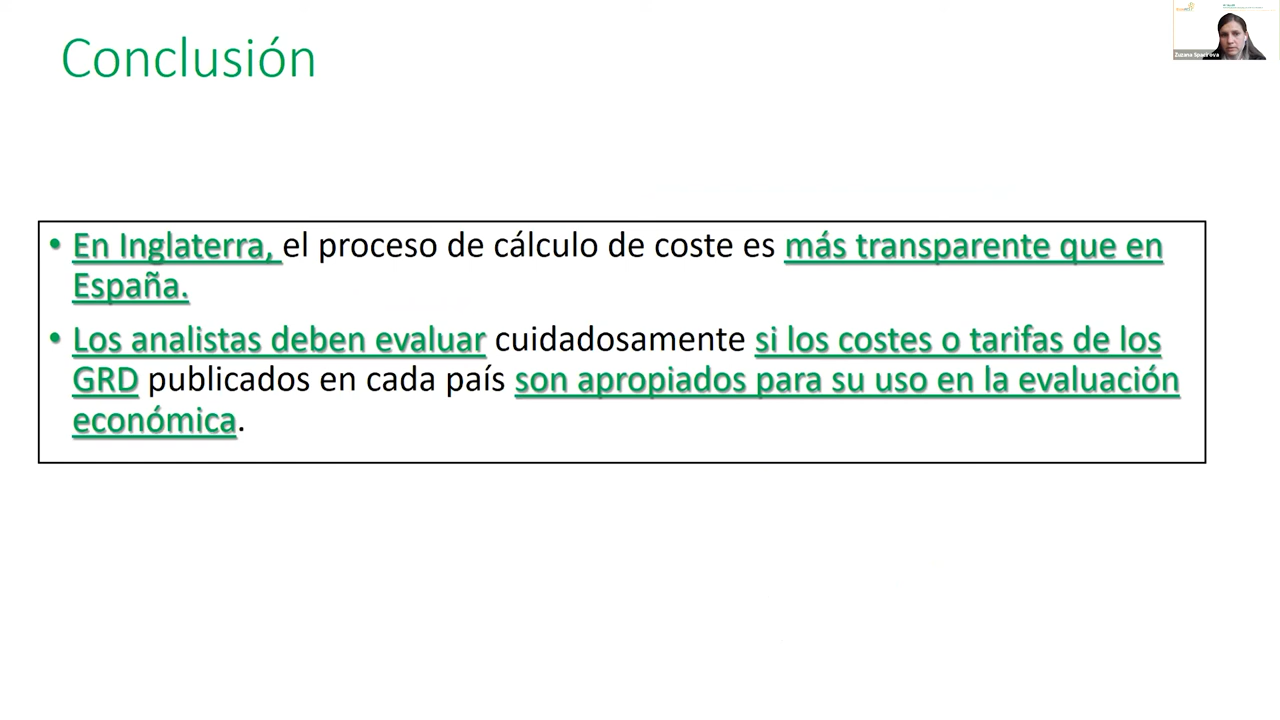 Conclusión
• En Inglaterra, el proceso de cálculo de coste es más transparente que en
España.
• Los analistas deben evaluar cuidadosamente si los costes o tarifas de los
GRD publicados en cada país son apropiados para su uso en la evaluación
económica.